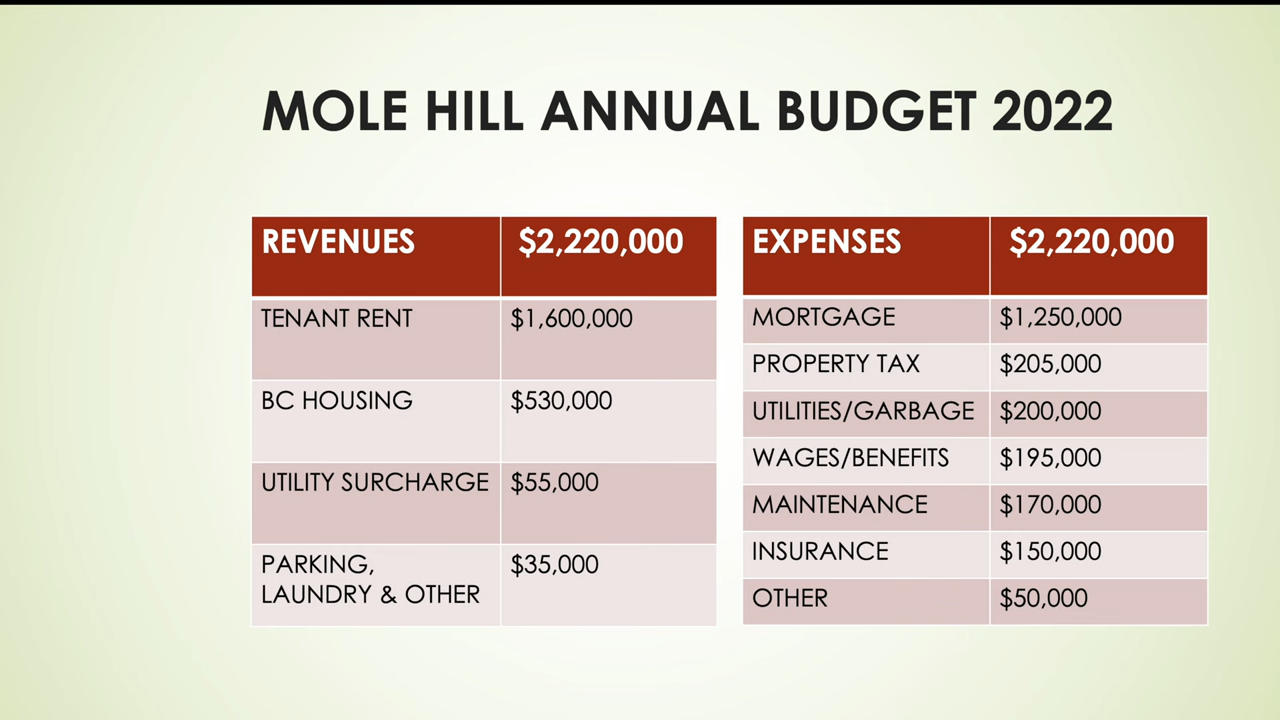 MOLE HILL ANNUAL BUDGET 2022
REVENUES $2,220,000
TENANT RENT $1,600,000
BC HOUSING $530,000
UTILITY SURCHARGE $55,000
PARKING, $35,000
LAUNDRY & OTHER
EXPENSES $2,220,000
MORTGAGE $1,250,000
PROPERTY TAX $205,000
UTILITIES/GARBAGE $200,000
WAGES/BENEFITS $195,000
MAINTENANCE $170,000
INSURANCE $150,000
OTHER $50,000